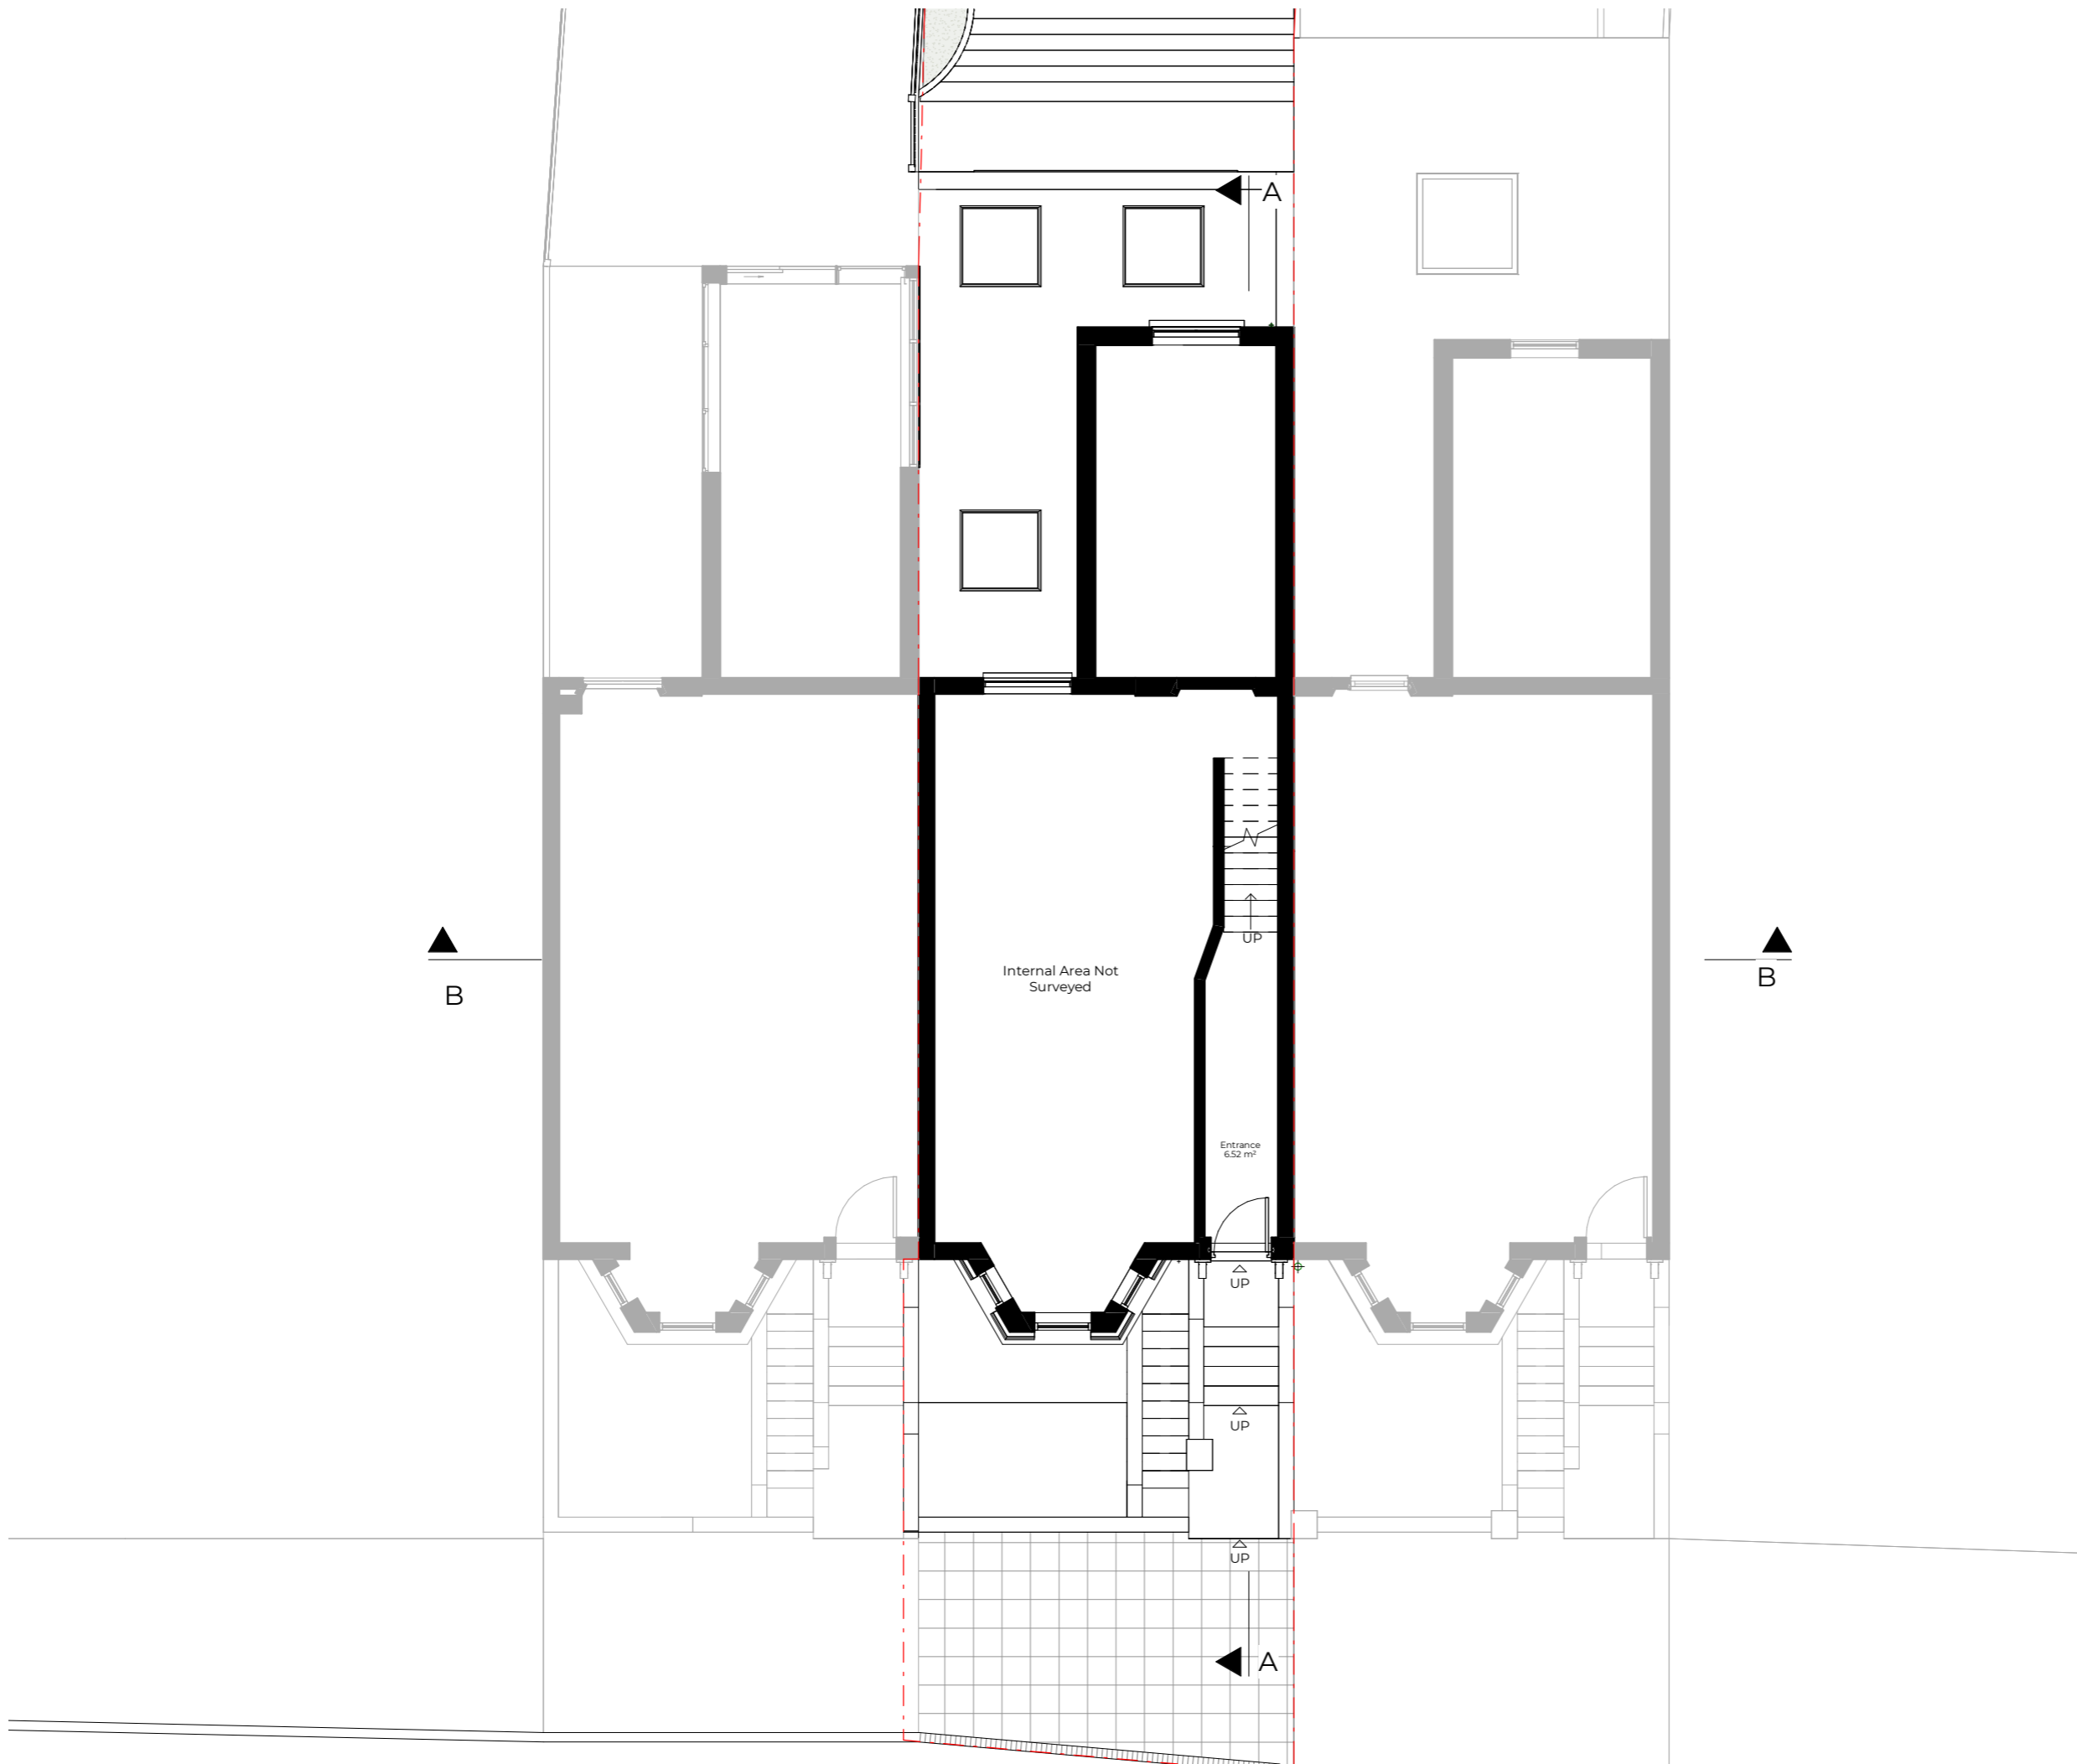 A
UP
Internal Area Not
Surveyed
B
B
Entrance
6.52 m²
UP
UP
UP
A